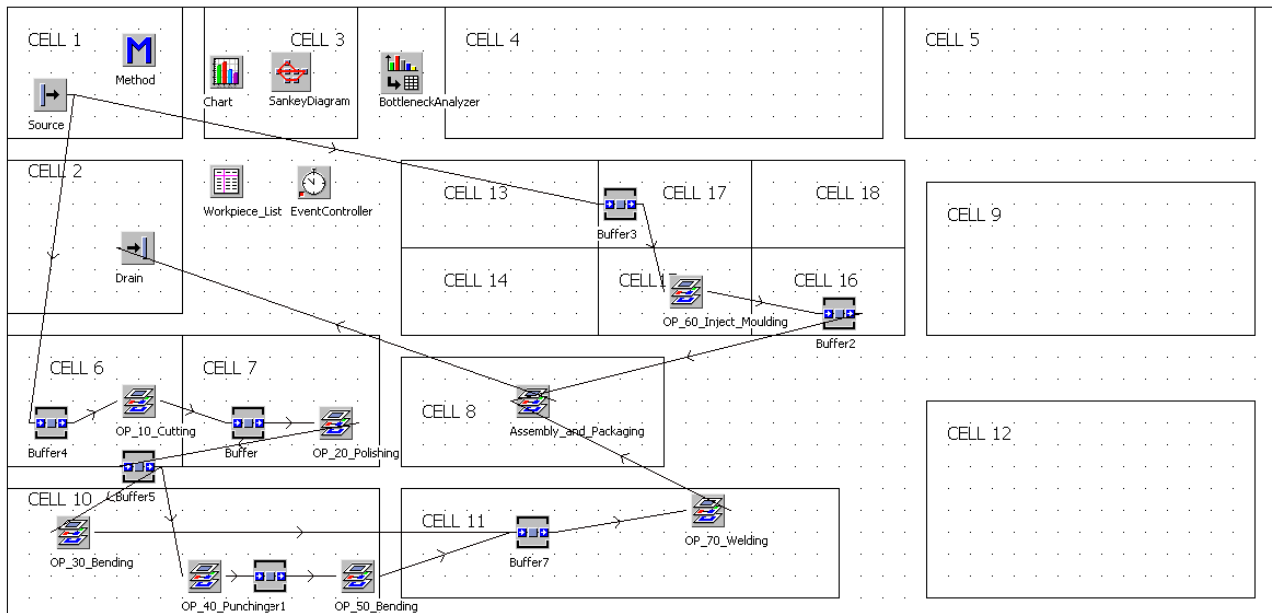 CELL 1
CELL 3
CELL 4
CELL 5
Method
Chart
SankeyDiagram
BottleneckAnalyzer
Source
CELL 2
CELL 13
CELL 17
CELL 18
Workpiece_List
EventController
CELL 9
Buffer3
Drain
CELL 14
CELL 16
OP_60_Inject_Moulding
Buffer2
CELL 6
CELL 7
CELL 8
Buffer4
OP_10_Cutting
Buffer
OP_20_Polishing
Assembly_and_Packaging
CELL 12
Buffer5
CELL 10
CELL 11
OP_30_Bending
Buffer7
OP_70_Welding
OP_40_Punching
OP_50_Bending